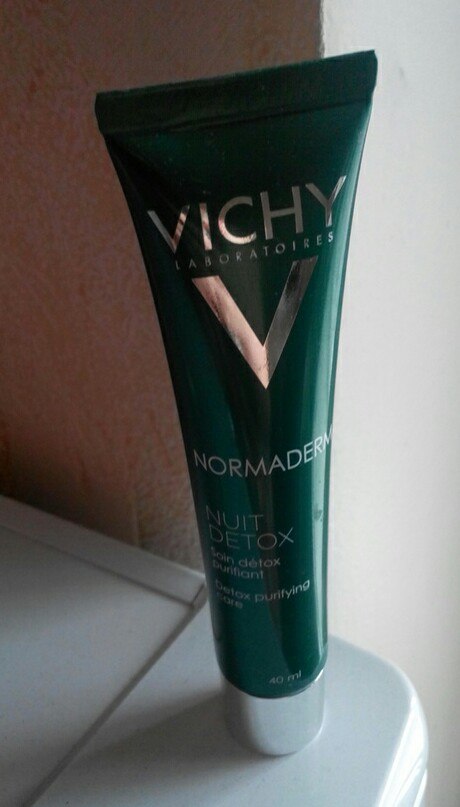 VICHY
LABORATOIRES
NORMADERM
NUIT
DETOX
Soin détox
purifiant
Detox purifying
care
40 ml